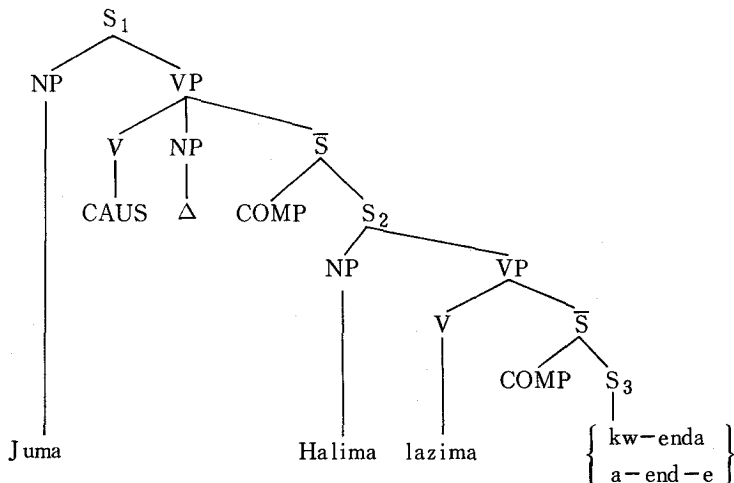 S₁
NP VP
V NP S̅
CAUS Δ COMP S₂
NP VP
V S̅
COMP S₃
Juma Halima lazima { kw-enda
a-end-e }